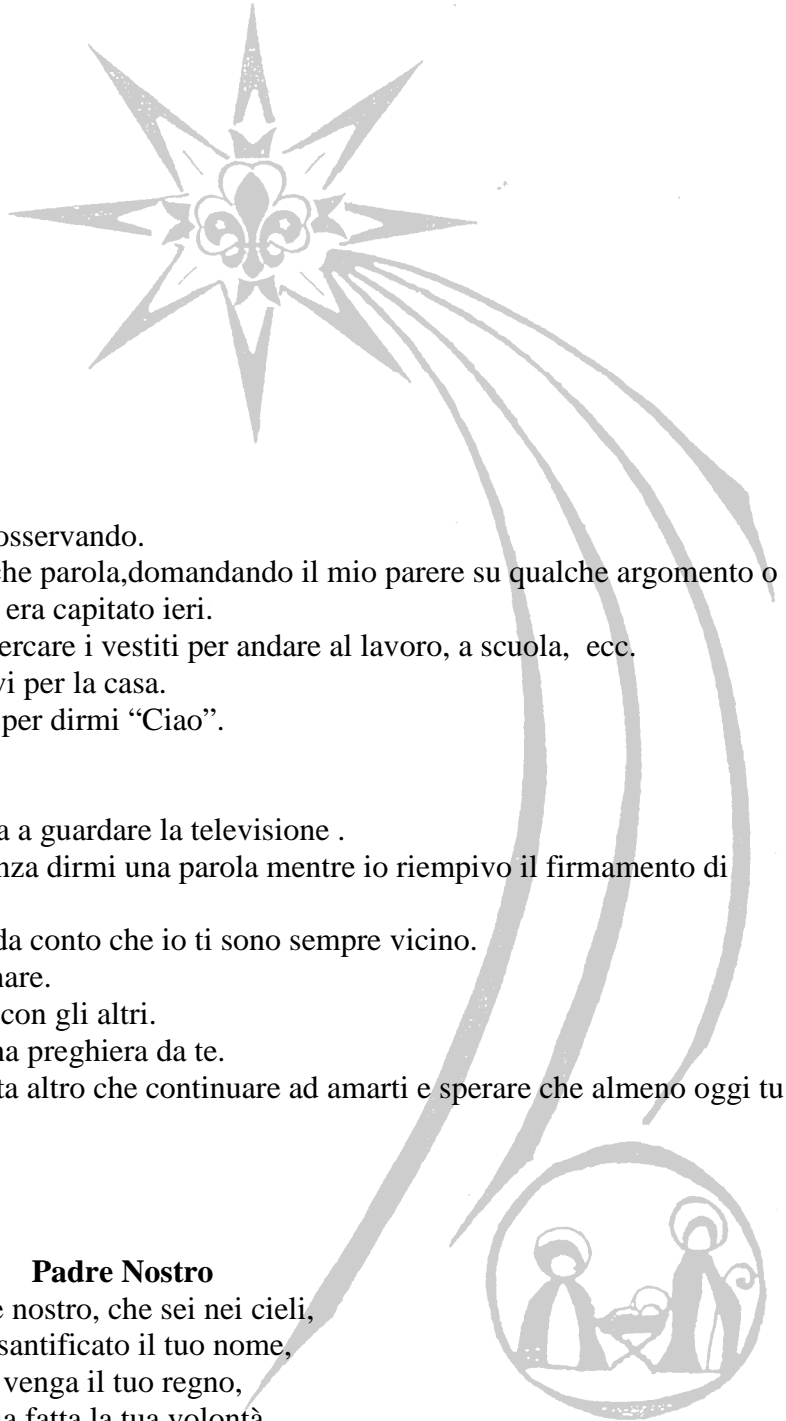 osservando.
che parola,domandando il mio parere su qualche argomento o
era capitato ieri.
ercare i vestiti per andare al lavoro, a scuola, ecc.
vi per la casa.
per dirmi “Ciao”.
a a guardare la televisione .
nza dirmi una parola mentre io riempivo il firmamento di
da conto che io ti sono sempre vicino.
nare.
con gli altri.
na preghiera da te.
ta altro che continuare ad amarti e sperare che almeno oggi tu
Padre Nostro
e nostro, che sei nei cieli,
santificato il tuo nome,
venga il tuo regno,
a fatta la tua volontà